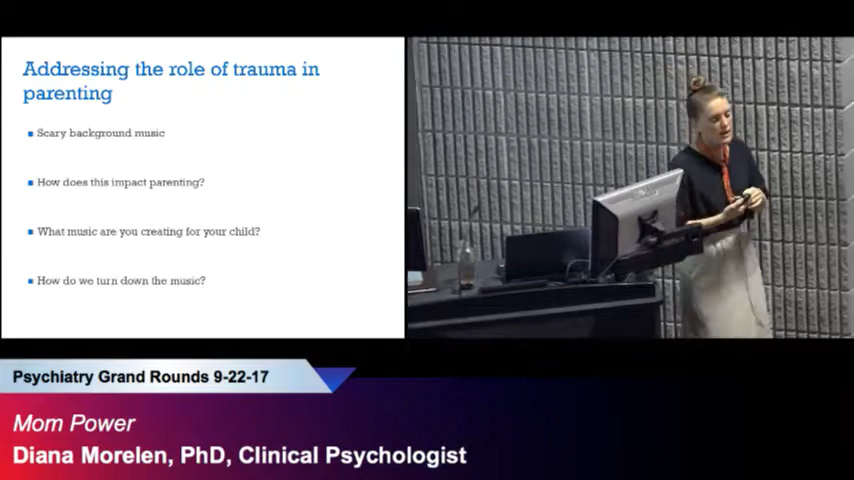 Addressing the role of trauma in
parenting
Scary background music
How does this impact parenting?
What music are you creating for your child?
How do we turn down the music?
Psychiatry Grand Rounds 9-22-17
Mom Power
Diana Morelen, PhD, Clinical Psychologist